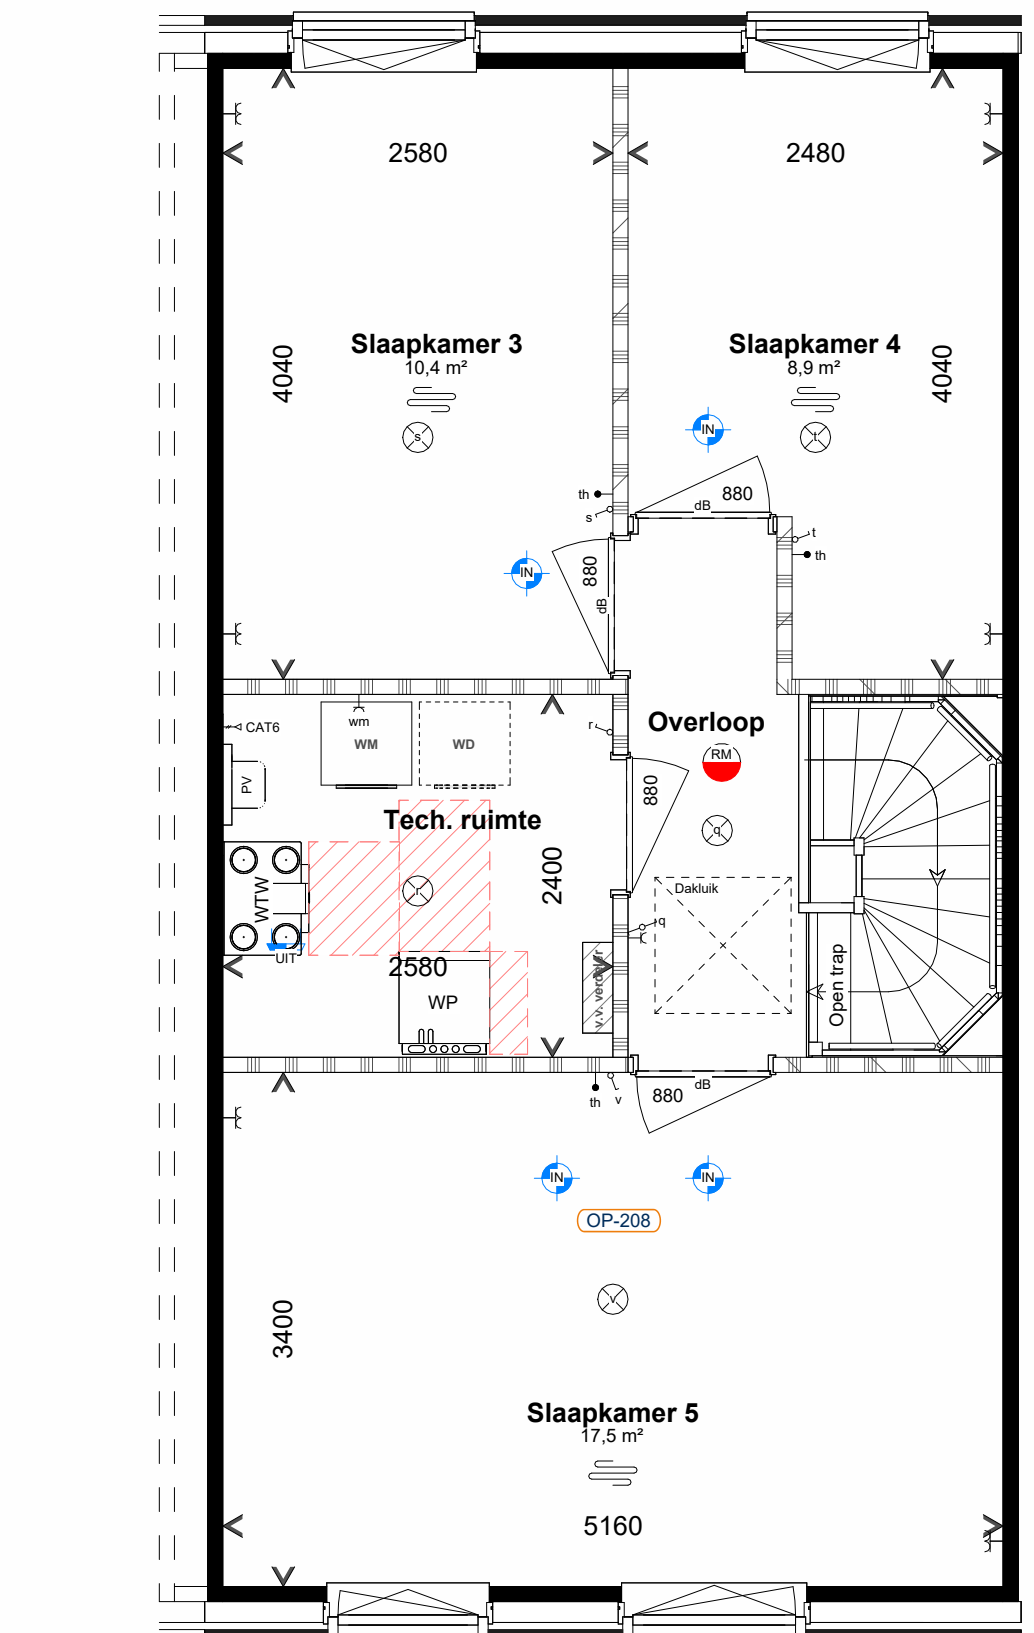 2580
2480
Slaapkamer 3
10,4 m²
4040
s
Slaapkamer 4
8,9 m²
4040
t
IN
880
dB
th
s
t
th
IN
880
dB
CAT6
wm
WM
WD
r
Overloop
RM
PV
880
Tech. ruimte
q
2400
WTW
r
Dakluik
q
UIT
2580
v.v. verdeler
WP
Open trap
th
v
880
dB
IN
IN
OP-208
v
3400
Slaapkamer 5
17,5 m²
5160